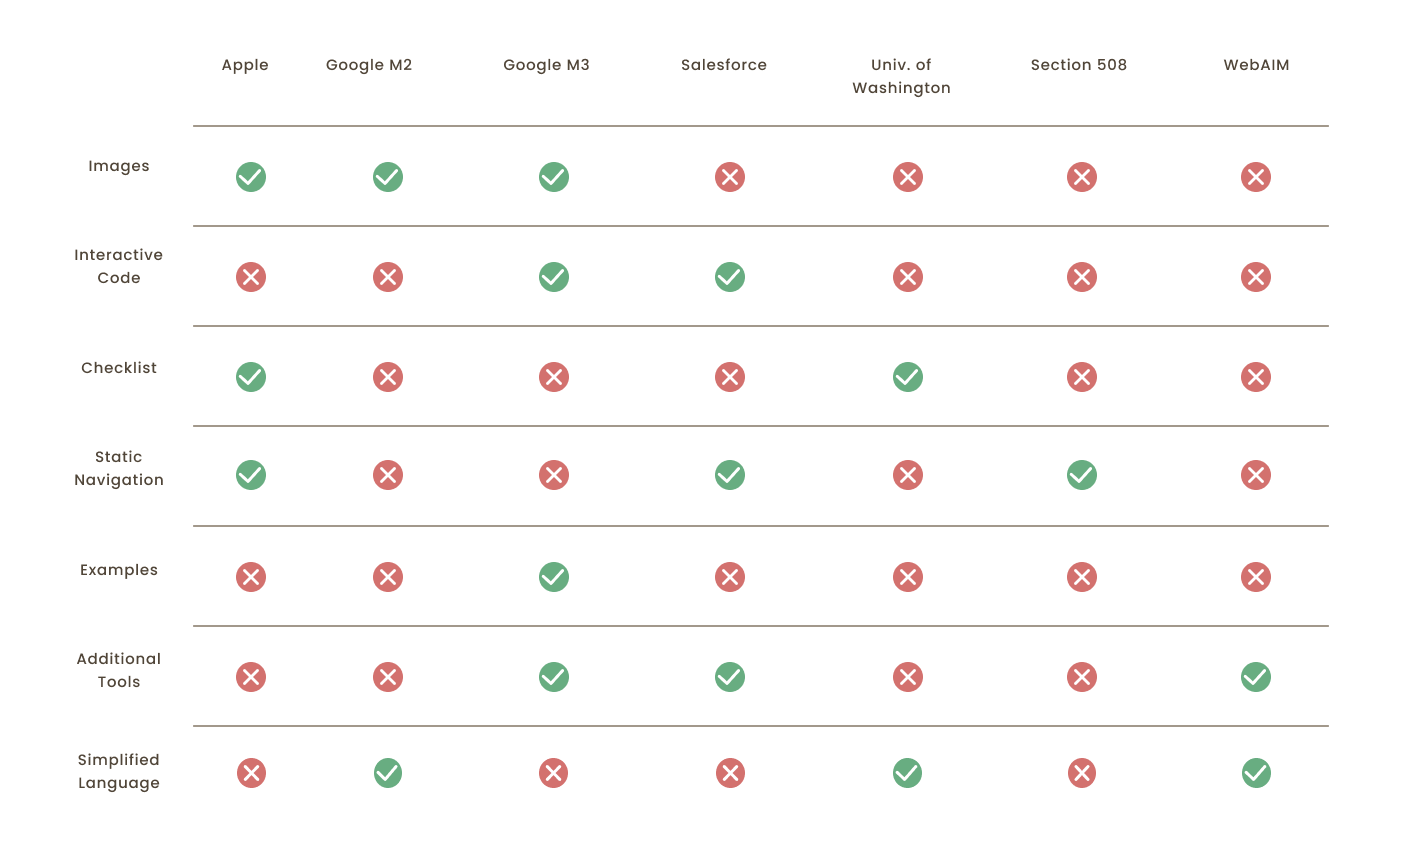 Apple
Google M2
Google M3
Salesforce
Univ. of
Washington
Section 508
WebAIM
Images
Interactive
Code
Checklist
Static
Navigation
Examples
Additional
Tools
Simplified
Language